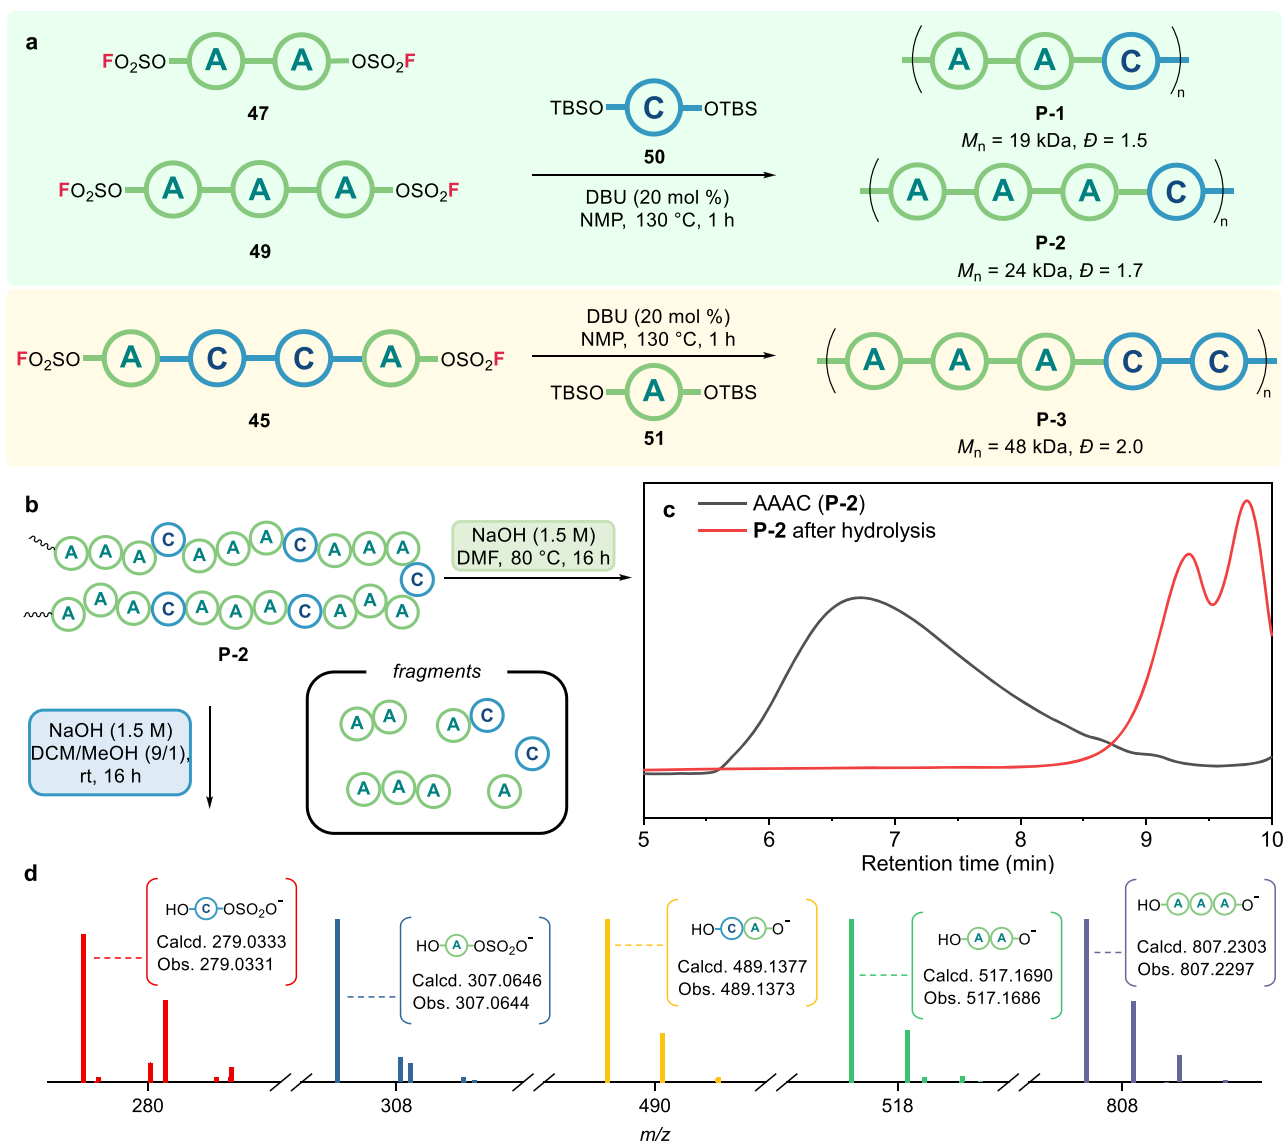 a
FO2SO A A OSO2F
47
FO2SO A A A OSO2F
49
TBSO C OTBS
50
DBU (20 mol %)
NMP, 130 °C, 1 h
A A C n
P-1
Mn = 19 kDa, Đ = 1.5
A A A C n
P-2
Mn = 24 kDa, Đ = 1.7
FO2SO A C C A OSO2F
45
DBU (20 mol %)
NMP, 130 °C, 1 h
TBSO A OTBS
51
A A A C C n
P-3
Mn = 48 kDa, Đ = 2.0
b
A A A C A A A C A A A
C
A A A C A A A C A A A
P-2
NaOH (1.5 M)
DMF, 80 °C, 16 h
NaOH (1.5 M)
DCM/MeOH (9/1),
rt, 16 h
fragments
A A A C
C
A A A A
c
AAAC (P-2)
P-2 after hydrolysis
5 6 7 8 9 10
Retention time (min)
d
HO C OSO2O-
Calcd. 279.0333
Obs. 279.0331
HO A OSO2O-
Calcd. 307.0646
Obs. 307.0644
HO C A O-
Calcd. 489.1377
Obs. 489.1373
HO A A O-
Calcd. 517.1690
Obs. 517.1686
HO A A A O-
Calcd. 807.2303
Obs. 807.2297
280 308 490 518 808
m/z